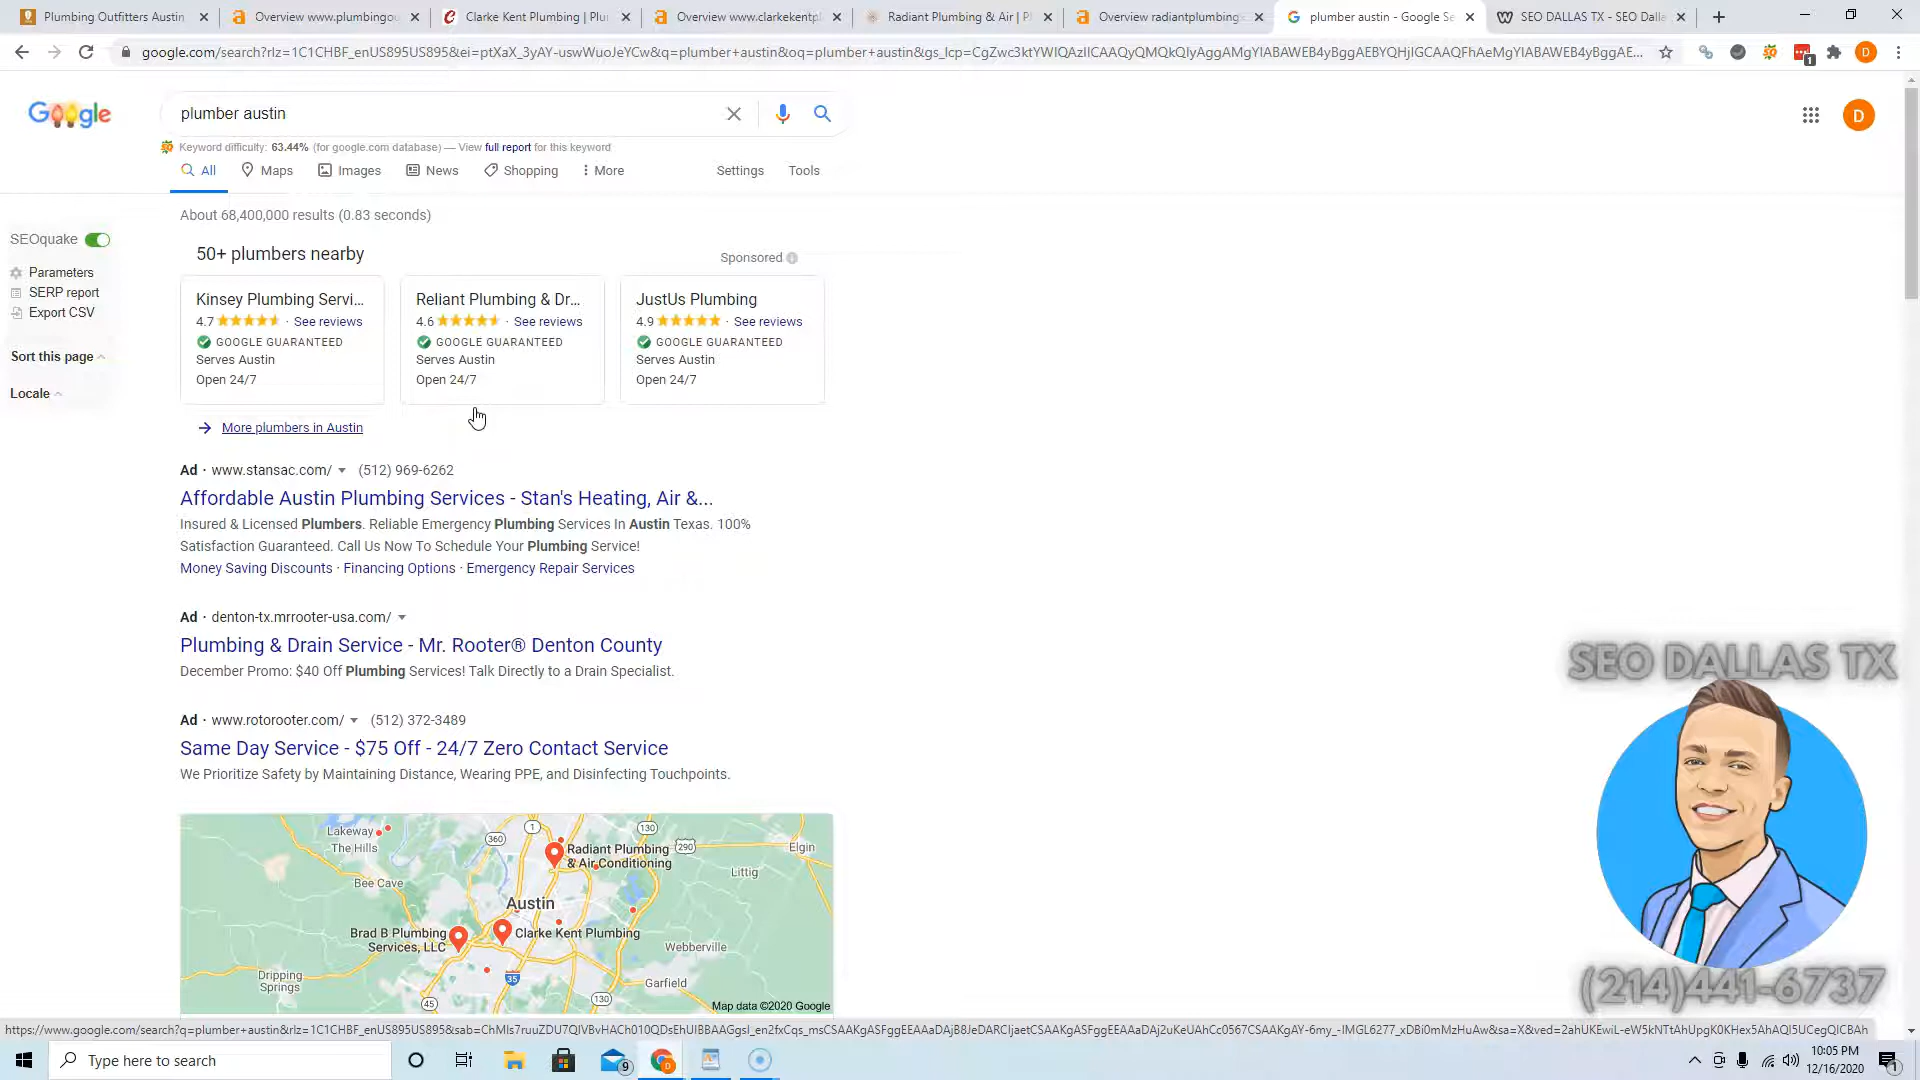 Plumbing Outfitters Austin
Overview www.plumbingou
Clarke Kent Plumbing | Plu
Overview www.clarkekentpl
Radiant Plumbing & Air | P
Overview radiantplumbing
plumber austin - Google Se
SEO DALLAS TX - SEO Dalla
google.com/search?rlz=1C1CHBF_enUS895US895&ei=ptXaX_3yAY-uswWuoJeYCw&q=plumber+austin&oq=plumber+austin&gs_lcp=CgZwc3ktYWIQAzIICAAQyQMQkQIyAggAMgYIABAWEB4yBggAEBYQHjIGCAAQFhAeMgYIABAWEB4yBggAE...
Google
plumber austin
D
Keyword difficulty: 63.44% (for google.com database) — View full report for this keyword
All Maps Images News Shopping More Settings Tools
About 68,400,000 results (0.83 seconds)
SEOquake
Parameters
SERP report
Export CSV
Sort this page
Locale
50+ plumbers nearby
Sponsored
Kinsey Plumbing Servi...
4.7 · See reviews
GOOGLE GUARANTEED
Serves Austin
Open 24/7
Reliant Plumbing & Dr...
4.6 · See reviews
GOOGLE GUARANTEED
Serves Austin
Open 24/7
JustUs Plumbing
4.9 · See reviews
GOOGLE GUARANTEED
Serves Austin
Open 24/7
More plumbers in Austin
Ad · www.stansac.com/ (512) 969-6262
Affordable Austin Plumbing Services - Stan's Heating, Air &...
Insured & Licensed Plumbers. Reliable Emergency Plumbing Services In Austin Texas. 100%
Satisfaction Guaranteed. Call Us Now To Schedule Your Plumbing Service!
Money Saving Discounts · Financing Options · Emergency Repair Services
Ad · denton-tx.mrrooter-usa.com/
Plumbing & Drain Service - Mr. Rooter® Denton County
December Promo: $40 Off Plumbing Services! Talk Directly to a Drain Specialist.
Ad · www.rotorooter.com/ (512) 372-3489
Same Day Service - $75 Off - 24/7 Zero Contact Service
We Prioritize Safety by Maintaining Distance, Wearing PPE, and Disinfecting Touchpoints.
Lakeway
The Hills
1
130
360
290
Elgin
Radiant Plumbing
& Air Conditioning
Littig
Bee Cave
Austin
Brad B Plumbing
Services, LLC
Clarke Kent Plumbing
Webberville
Dripping
Springs
35
Garfield
45
130
Map data ©2020 Google
SEO DALLAS TX
(214)441-6737
Type here to search
9
10:05 PM
12/16/2020
1